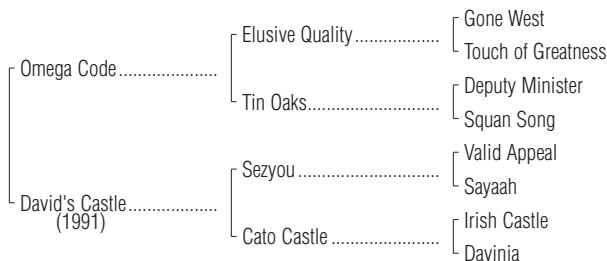 Gone West
Elusive Quality
Touch of Greatness
Omega Code
Deputy Minister
Tin Oaks
Squan Song
Valid Appeal
Sezyou
Sayaah
David's Castle
(1991)
Irish Castle
Cato Castle
Davinia